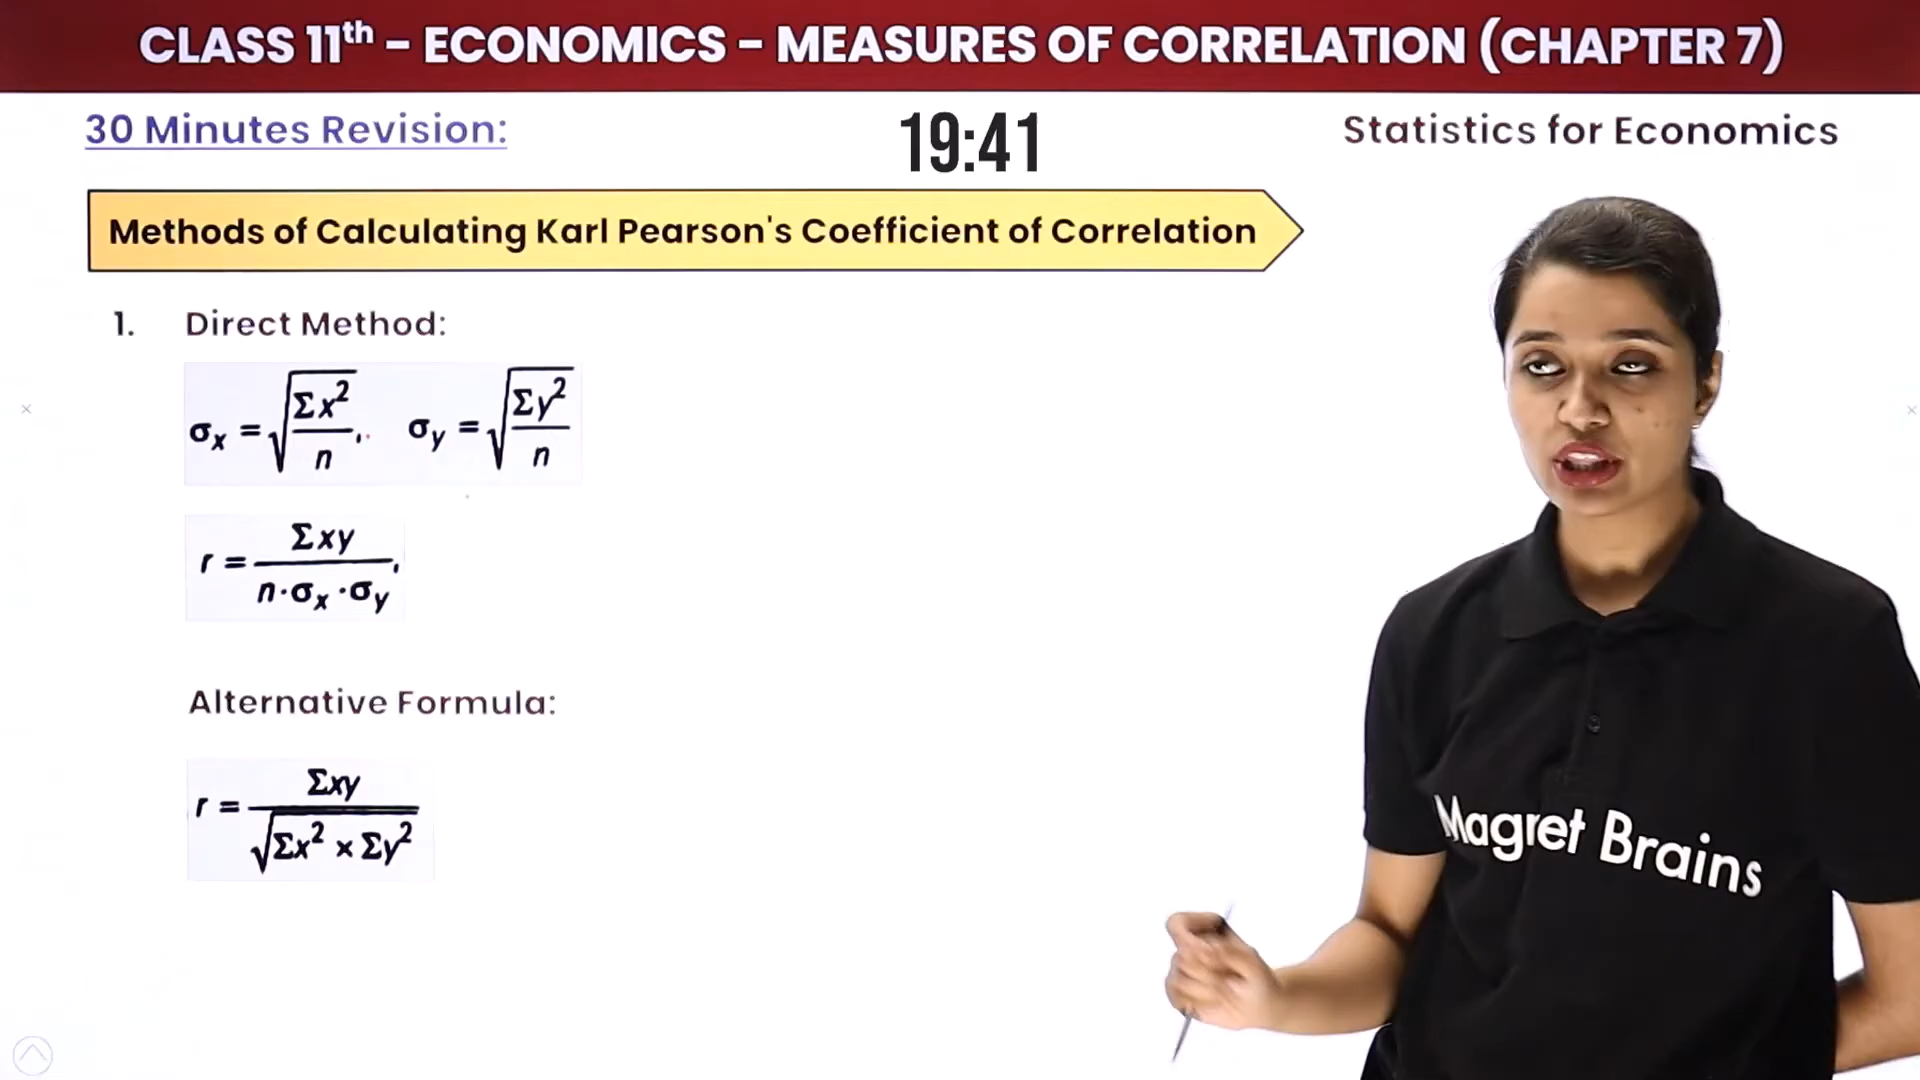 CLASS 11th – ECONOMICS – MEASURES OF CORRELATION (CHAPTER 7)
30 Minutes Revision:
19:41
Statistics for Economics
Methods of Calculating Karl Pearson's Coefficient of Correlation
1. Direct Method:
σx = √(Σx²/n), σy = √(Σy²/n)
r = Σxy / (n·σx·σy),
Alternative Formula:
r = Σxy / √(Σx² × Σy²)
Magnet Brains